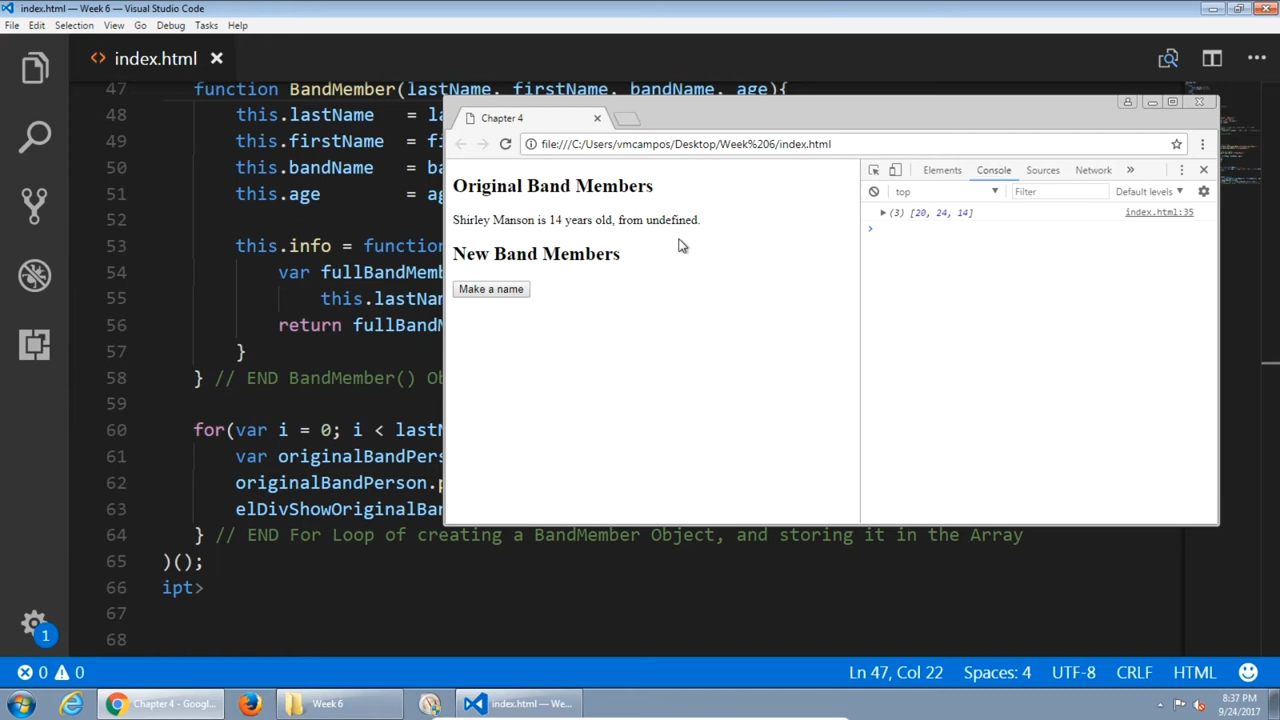 index.html — Week 6 - Visual Studio Code
File Edit Selection View Go Debug Tasks Help
<> index.html
47 function BandMember(lastName, firstName, bandName, age){
48 this.lastName = la
49 this.firstName = fi
50 this.bandName = ba
51 this.age = ag
52
53 this.info = function
54 var fullBandMemb
55 this.lastNam
56 return fullBandM
57 }
58 } // END BandMember() Ob
59
60 for(var i = 0; i < lastN
61 var originalBandPers
62 originalBandPerson.p
63 elDivShowOriginalBar
64 } // END For Loop of creating a BandMember Object, and storing it in the Array
65 )();
66 ipt>
67
68
Chapter 4
file:///C:/Users/vmcampos/Desktop/Week%206/index.html
Original Band Members
Shirley Manson is 14 years old, from undefined.
New Band Members
Make a name
Elements Console Sources Network »
top Filter Default levels
(3) [20, 24, 14] index.html:35
>
1
0 0 Ln 47, Col 22 Spaces: 4 UTF-8 CRLF HTML
Chapter 4 - Googl... Week 6 index.html — We... 8:37 PM
9/24/2017